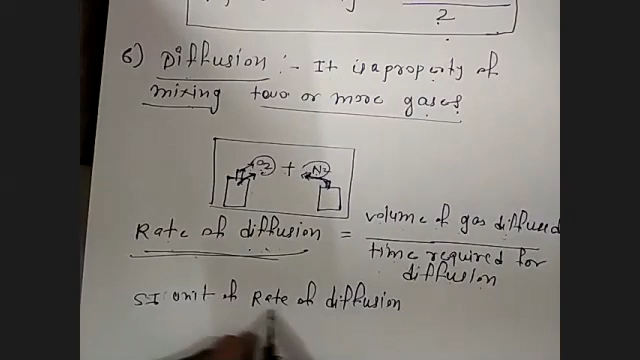 2
6) Diffusion :- It is a property of
mixing two or more gases
O2 + N2
Rate of diffusion = volume of gas diffused
time required for
diffusion
SI unit of Rate of diffusion